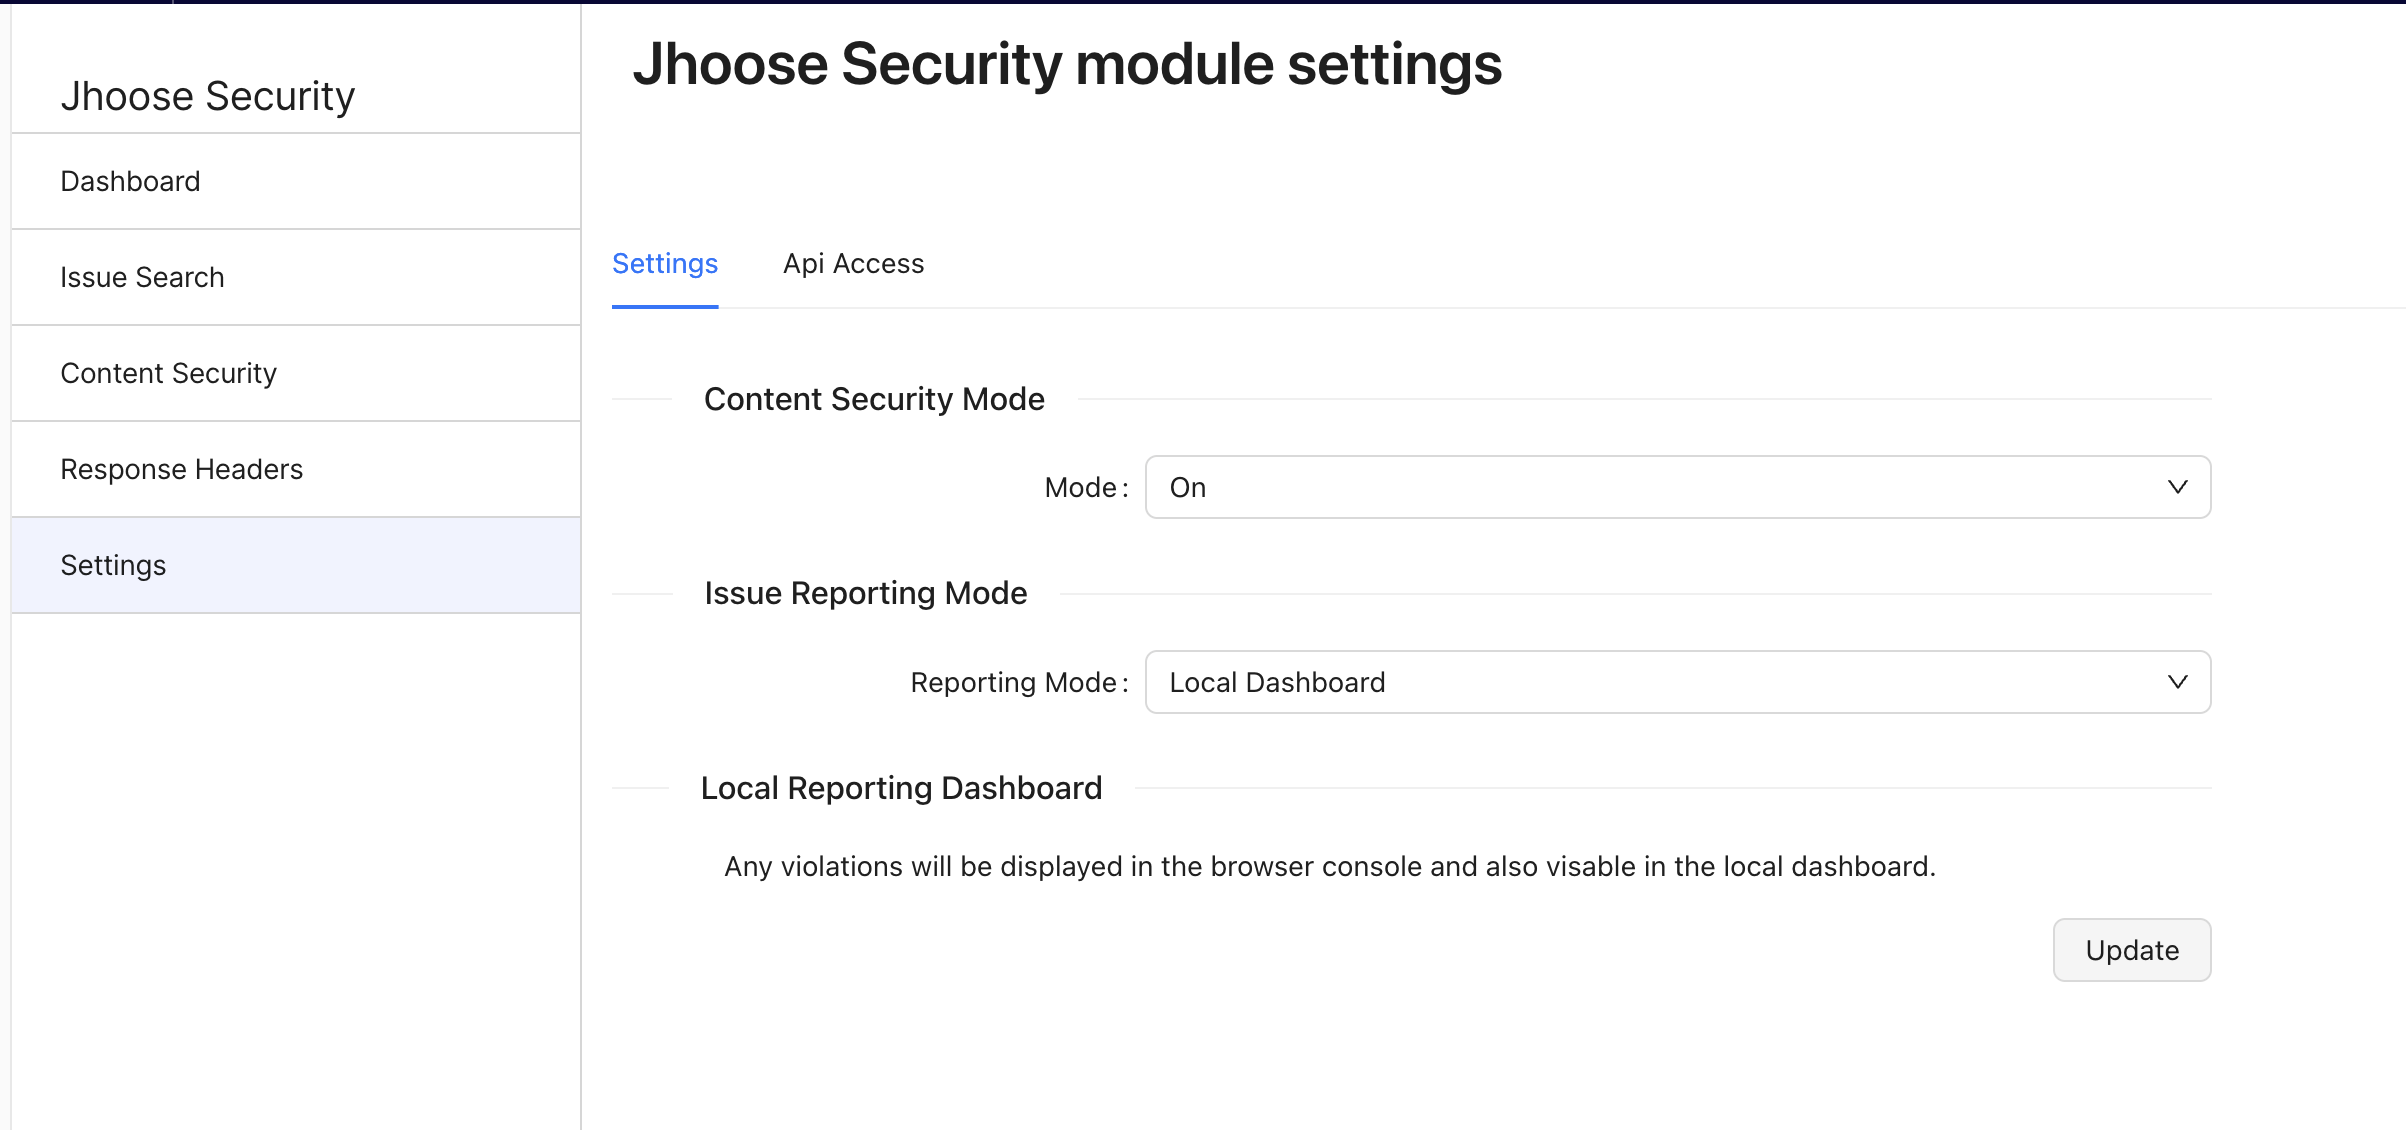 Jhoose Security
Dashboard
Issue Search
Content Security
Response Headers
Settings
Jhoose Security module settings
Settings Api Access
Content Security Mode
Mode: On
Issue Reporting Mode
Reporting Mode: Local Dashboard
Local Reporting Dashboard
Any violations will be displayed in the browser console and also visable in the local dashboard.
Update